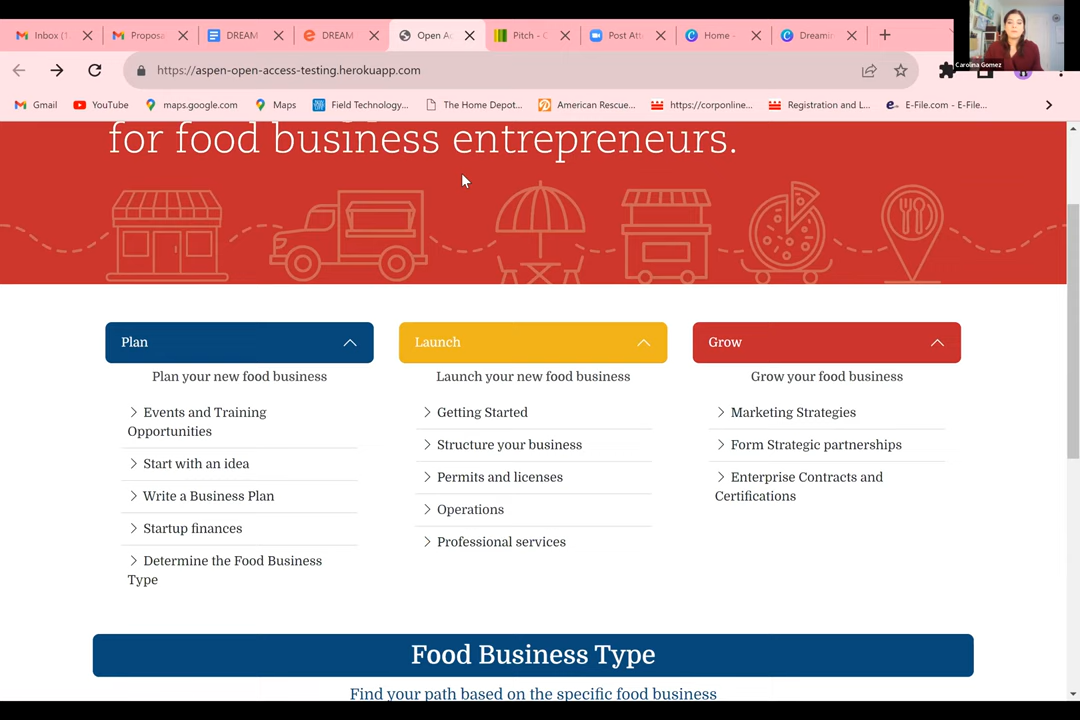 Inbox (1
Proposa
DREAM
DREAM
Open Ac
Pitch - C
Post Att
Home -
Dreamin
Carolina Gomez
https://aspen-open-access-testing.herokuapp.com
Gmail
YouTube
maps.google.com
Maps
Field Technology...
The Home Depot...
American Rescue...
https://corponline...
Registration and L...
E-File.com - E-File...
for food business entrepreneurs.
Plan
Launch
Grow
Plan your new food business
Launch your new food business
Grow your food business
Events and Training
Opportunities
Start with an idea
Write a Business Plan
Startup finances
Determine the Food Business
Type
Getting Started
Structure your business
Permits and licenses
Operations
Professional services
Marketing Strategies
Form Strategic partnerships
Enterprise Contracts and
Certifications
Food Business Type
Find your path based on the specific food business